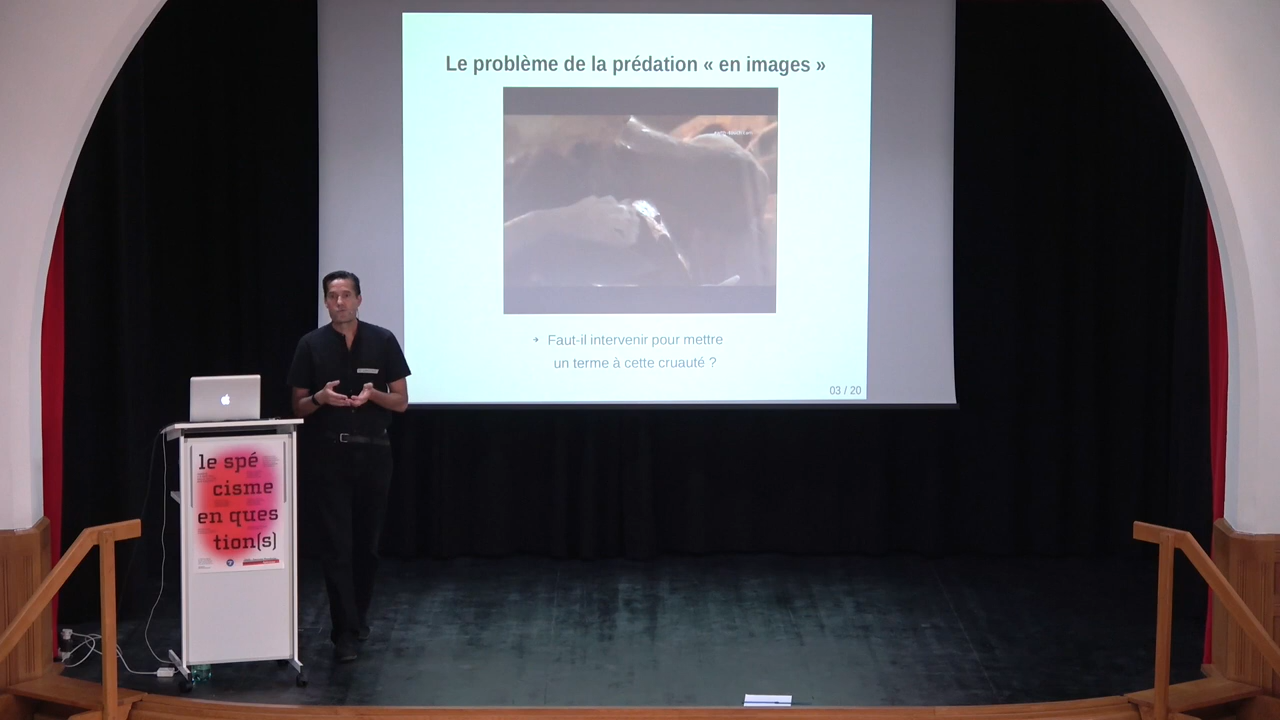 Le problème de la prédation « en images »
➔ Faut-il intervenir pour mettre
un terme à cette cruauté ?
03 / 20
le spé
cisme
en ques
tion(s)